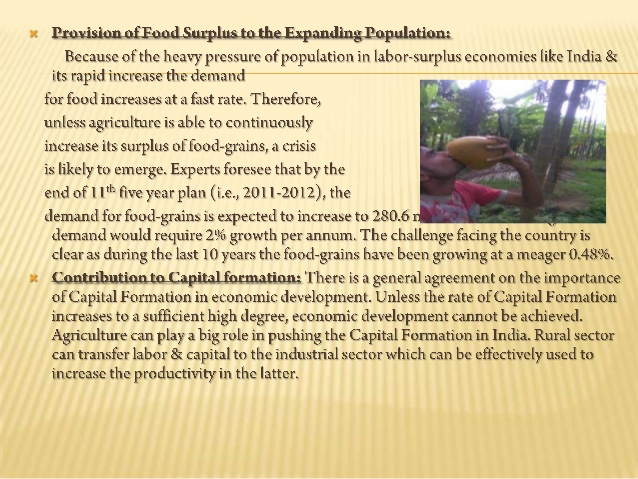 Provision of Food Surplus to the Expanding Population:
Because of the heavy pressure of population in labor-surplus economies like India &
its rapid increase the demand
for food increases at a fast rate. Therefore,
unless agriculture is able to continuously
increase its surplus of food-grains, a crisis
is likely to emerge. Experts foresee that by the
end of 11th five year plan (i.e., 2011-2012), the
demand for food-grains is expected to increase to 280.6
demand would require 2% growth per annum. The challenge facing the country is
clear as during the last 10 years the food-grains have been growing at a meager 0.48%.
Contribution to Capital formation: There is a general agreement on the importance
of Capital Formation in economic development. Unless the rate of Capital Formation
increases to a sufficient high degree, economic development cannot be achieved.
Agriculture can play a big role in pushing the Capital Formation in India. Rural sector
can transfer labor & capital to the industrial sector which can be effectively used to
increase the productivity in the latter.